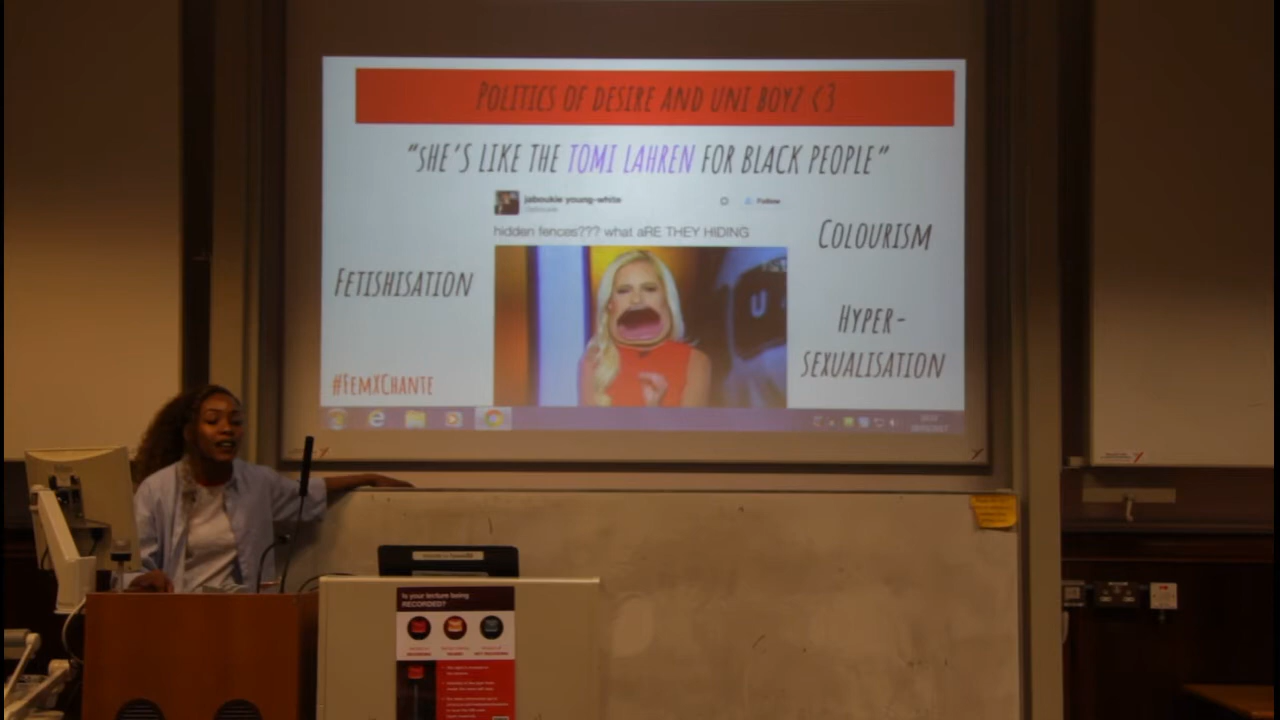 POLITICS OF DESIRE AND UNI BOYZ <3
"SHE'S LIKE THE TOMI LAHREN FOR BLACK PEOPLE"
jaboukie young-white
Follow
hidden fences??? what aRE THEY HIDING
COLOURISM
FETISHISATION
HYPER-
SEXUALISATION
#FEMXCHANTE
U
Is your lecture being
RECORDED?